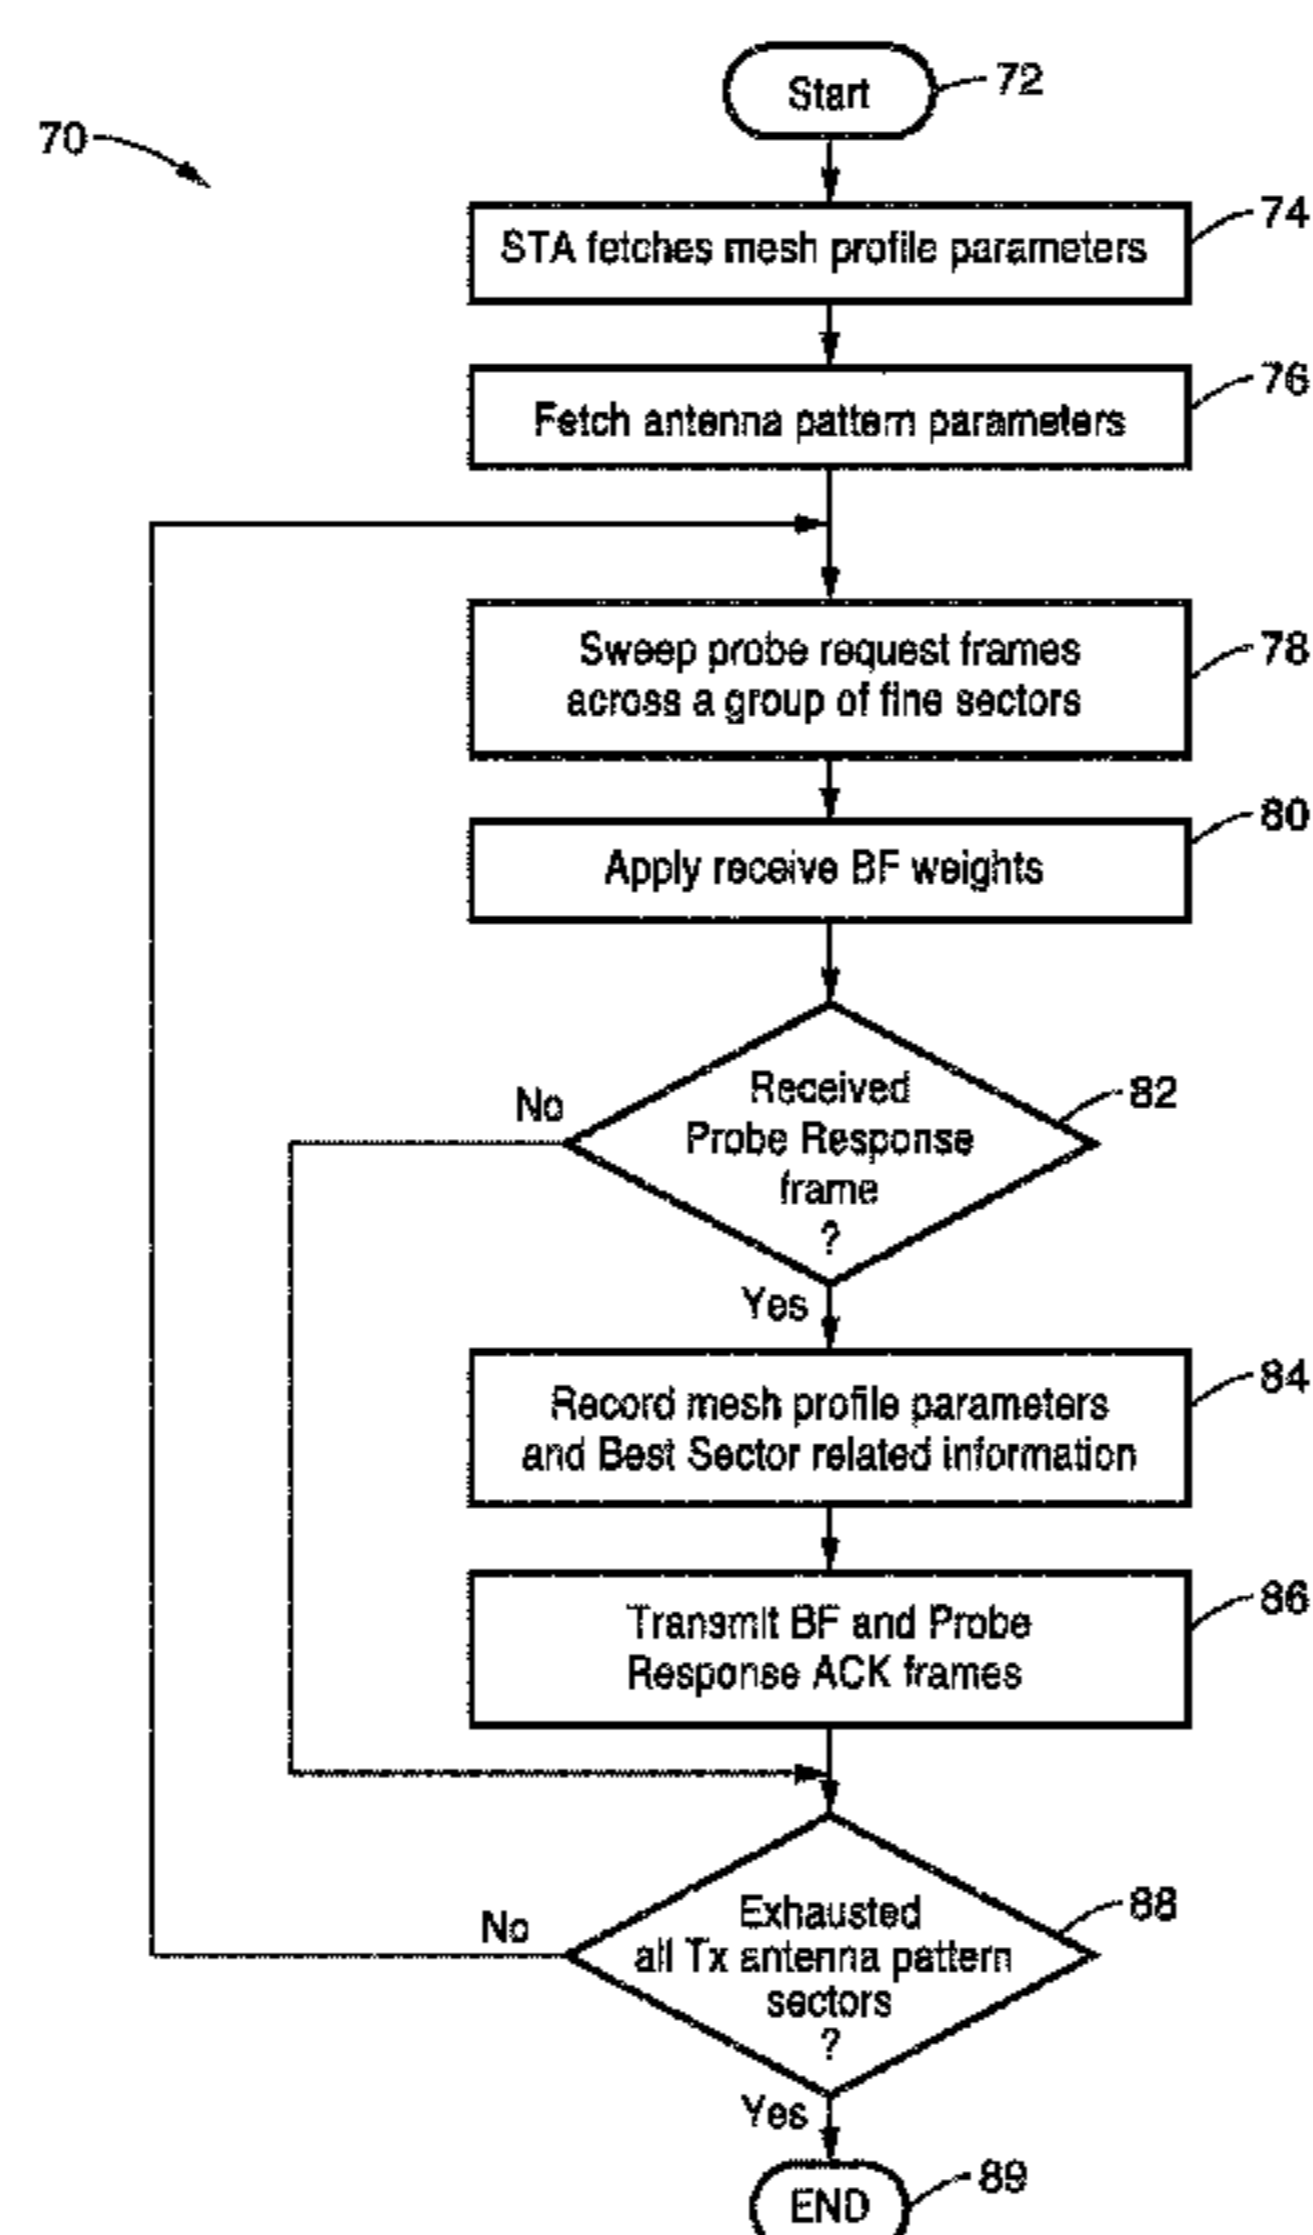 Start
72
70
74
STA fetches mesh profile parameters
76
Fetch antenna pattern parameters
78
Sweep probe request frames
across a group of fine sectors
80
Apply receive BF weights
No
82
Received
Probe Response
frame
?
Yes
84
Record mesh profile parameters
and Best Sector related information
86
Transmit BF and Probe
Response ACK frames
No
88
Exhausted
all Tx antenna pattern
sectors
?
Yes
89
END